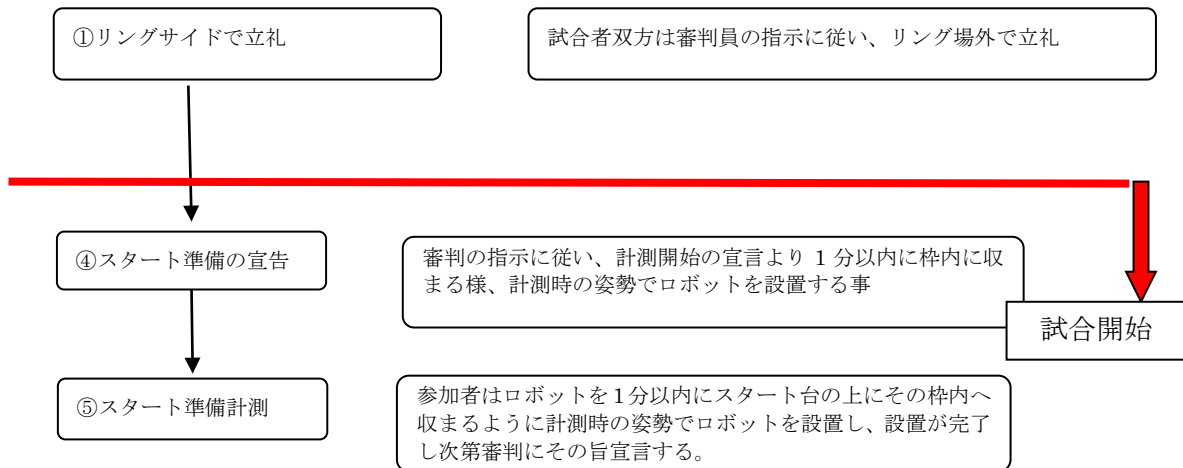 ①リングサイドで立礼
試合者双方は審判員の指示に従い、リング場外で立礼
④スタート準備の宣告
審判の指示に従い、計測開始の宣言より 1 分以内に枠内に収
まる様、計測時の姿勢でロボットを設置する事
試合開始
⑤スタート準備計測
参加者はロボットを1分以内にスタート台の上にその枠内へ
収まるように計測時の姿勢でロボットを設置し、設置が完了
し次第審判にその旨宣言する。